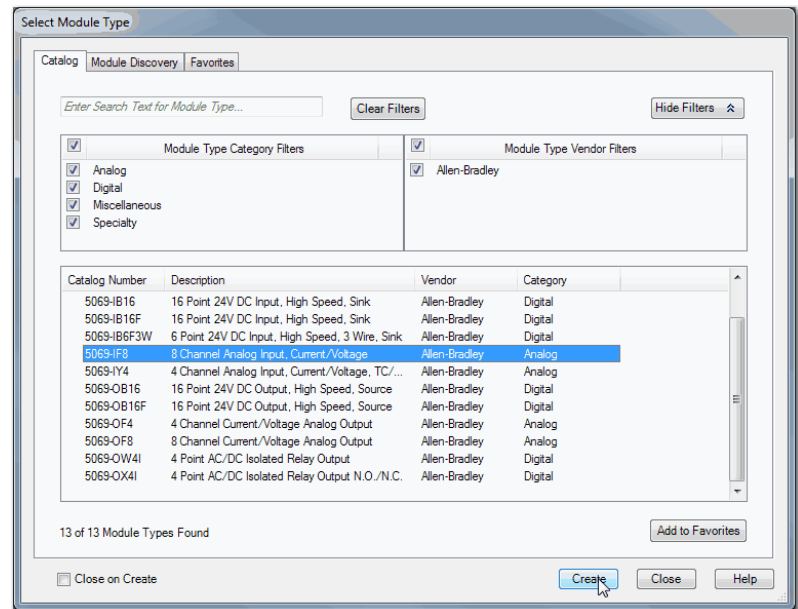 Select Module Type
Catalog Module Discovery Favorites
Enter Search Text for Module Type... Clear Filters Hide Filters
Module Type Category Filters Module Type Vendor Filters
Analog Allen-Bradley
Digital
Miscellaneous
Specialty
Catalog Number Description Vendor Category
5069-IB16 16 Point 24V DC Input, High Speed, Sink Allen-Bradley Digital
5069-IB16F 16 Point 24V DC Input, High Speed, Sink Allen-Bradley Digital
5069-IB6F3W 6 Point 24V DC Input, High Speed, 3 Wire, Sink Allen-Bradley Digital
5069-IF8 8 Channel Analog Input, Current/Voltage Allen-Bradley Analog
5069-IY4 4 Channel Analog Input, Current/Voltage, TC/... Allen-Bradley Analog
5069-OB16 16 Point 24V DC Output, High Speed, Source Allen-Bradley Digital
5069-OB16F 16 Point 24V DC Output, High Speed, Source Allen-Bradley Digital
5069-OF4 4 Channel Current/Voltage Analog Output Allen-Bradley Analog
5069-OF8 8 Channel Current/Voltage Analog Output Allen-Bradley Analog
5069-OW4I 4 Point AC/DC Isolated Relay Output Allen-Bradley Digital
5069-OX4I 4 Point AC/DC Isolated Relay Output N.O./N.C. Allen-Bradley Digital
13 of 13 Module Types Found Add to Favorites
Close on Create Create Close Help